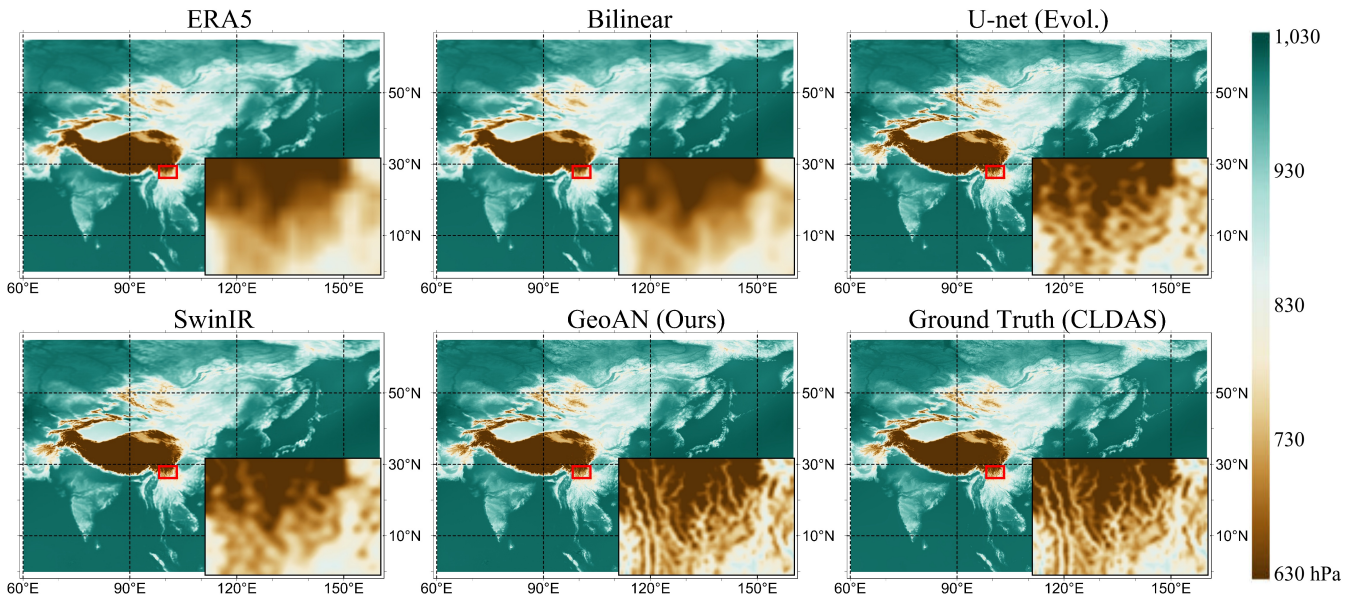 ERA5
Bilinear
U-net (Evol.)
50°N
30°N
10°N
60°E 90°E 120°E 150°E
50°N
30°N
10°N
60°E 90°E 120°E 150°E
50°N
30°N
10°N
60°E 90°E 120°E 150°E
SwinIR
GeoAN (Ours)
Ground Truth (CLDAS)
50°N
30°N
10°N
60°E 90°E 120°E 150°E
50°N
30°N
10°N
60°E 90°E 120°E 150°E
50°N
30°N
10°N
60°E 90°E 120°E 150°E
1,030
930
830
730
630 hPa